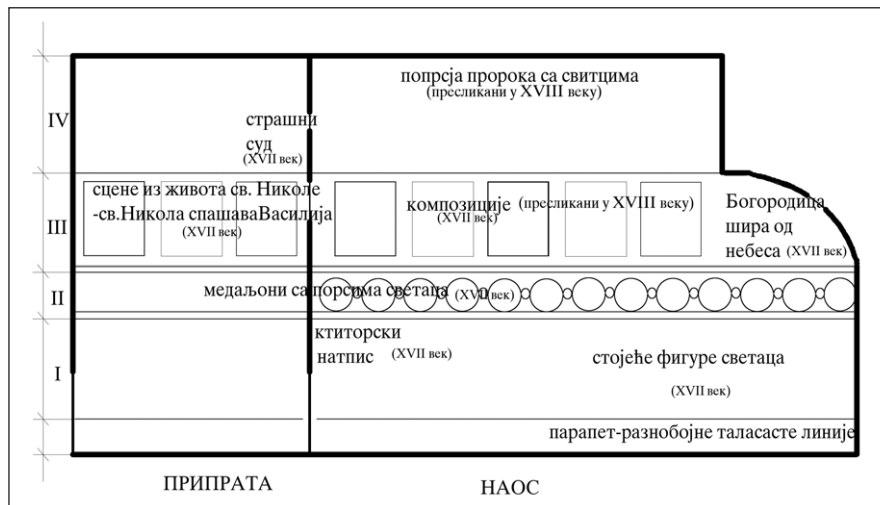 IV
попрсја пророка са свитцима
(пресликани у XVIII веку)
страшни
суд
(XVII век)
III
сцене из живота св. Николе
-св.Никола спашаваВасилија
(XVII век)
композиције (пресликани у XVIII веку)
(XVII век)
Богородица
шира од
небеса (XVII век)
II
медаљони са порсима светаца (XVII век)
I
ктиторски
натпис (XVII век)
стојеће фигуре светаца
(XVII век)
парапет-разнобојне таласасте линије
ПРИПРАТА
НАОС